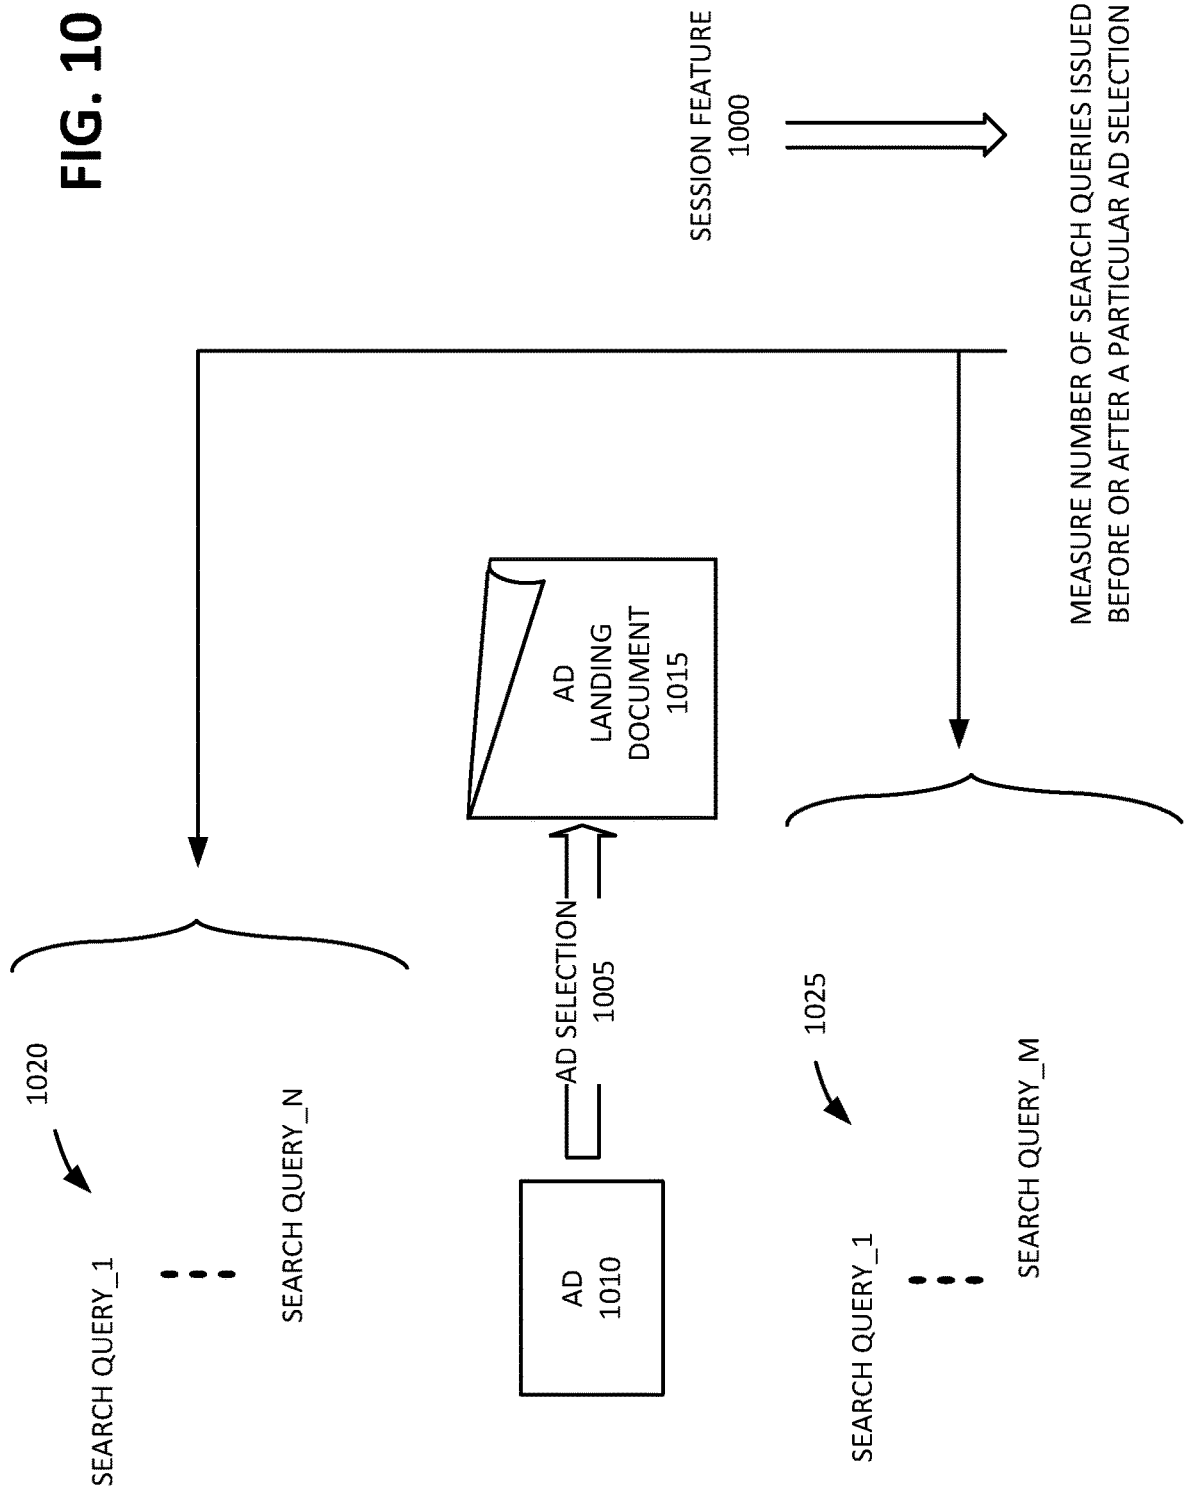 FIG. 10
SEARCH QUERY_1
1020
SEARCH QUERY_N
AD
1010
AD SELECTION
1005
AD
LANDING
DOCUMENT
1015
SEARCH QUERY_1
1025
SEARCH QUERY_M
SESSION FEATURE
1000
MEASURE NUMBER OF SEARCH QUERIES ISSUED
BEFORE OR AFTER A PARTICULAR AD SELECTION